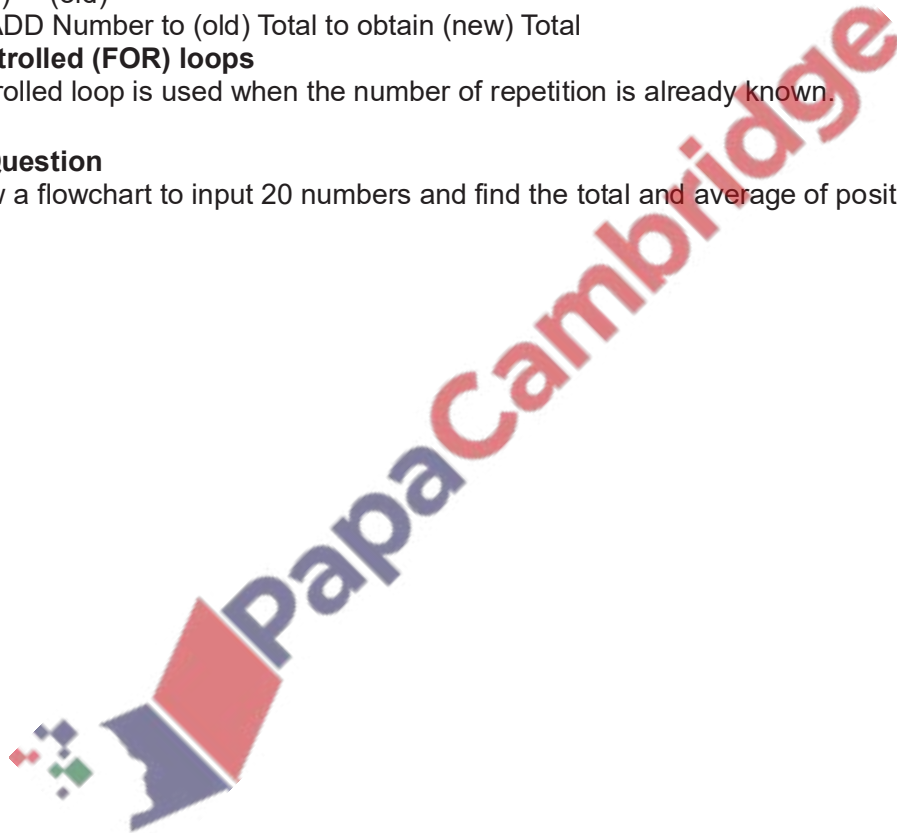 (old)
ADD Number to (old) Total to obtain (new) Total
trolled (FOR) loops
rolled loop is used when the number of repetition is already known.
Question
a flowchart to input 20 numbers and find the total and average of posit
PapaCambridge